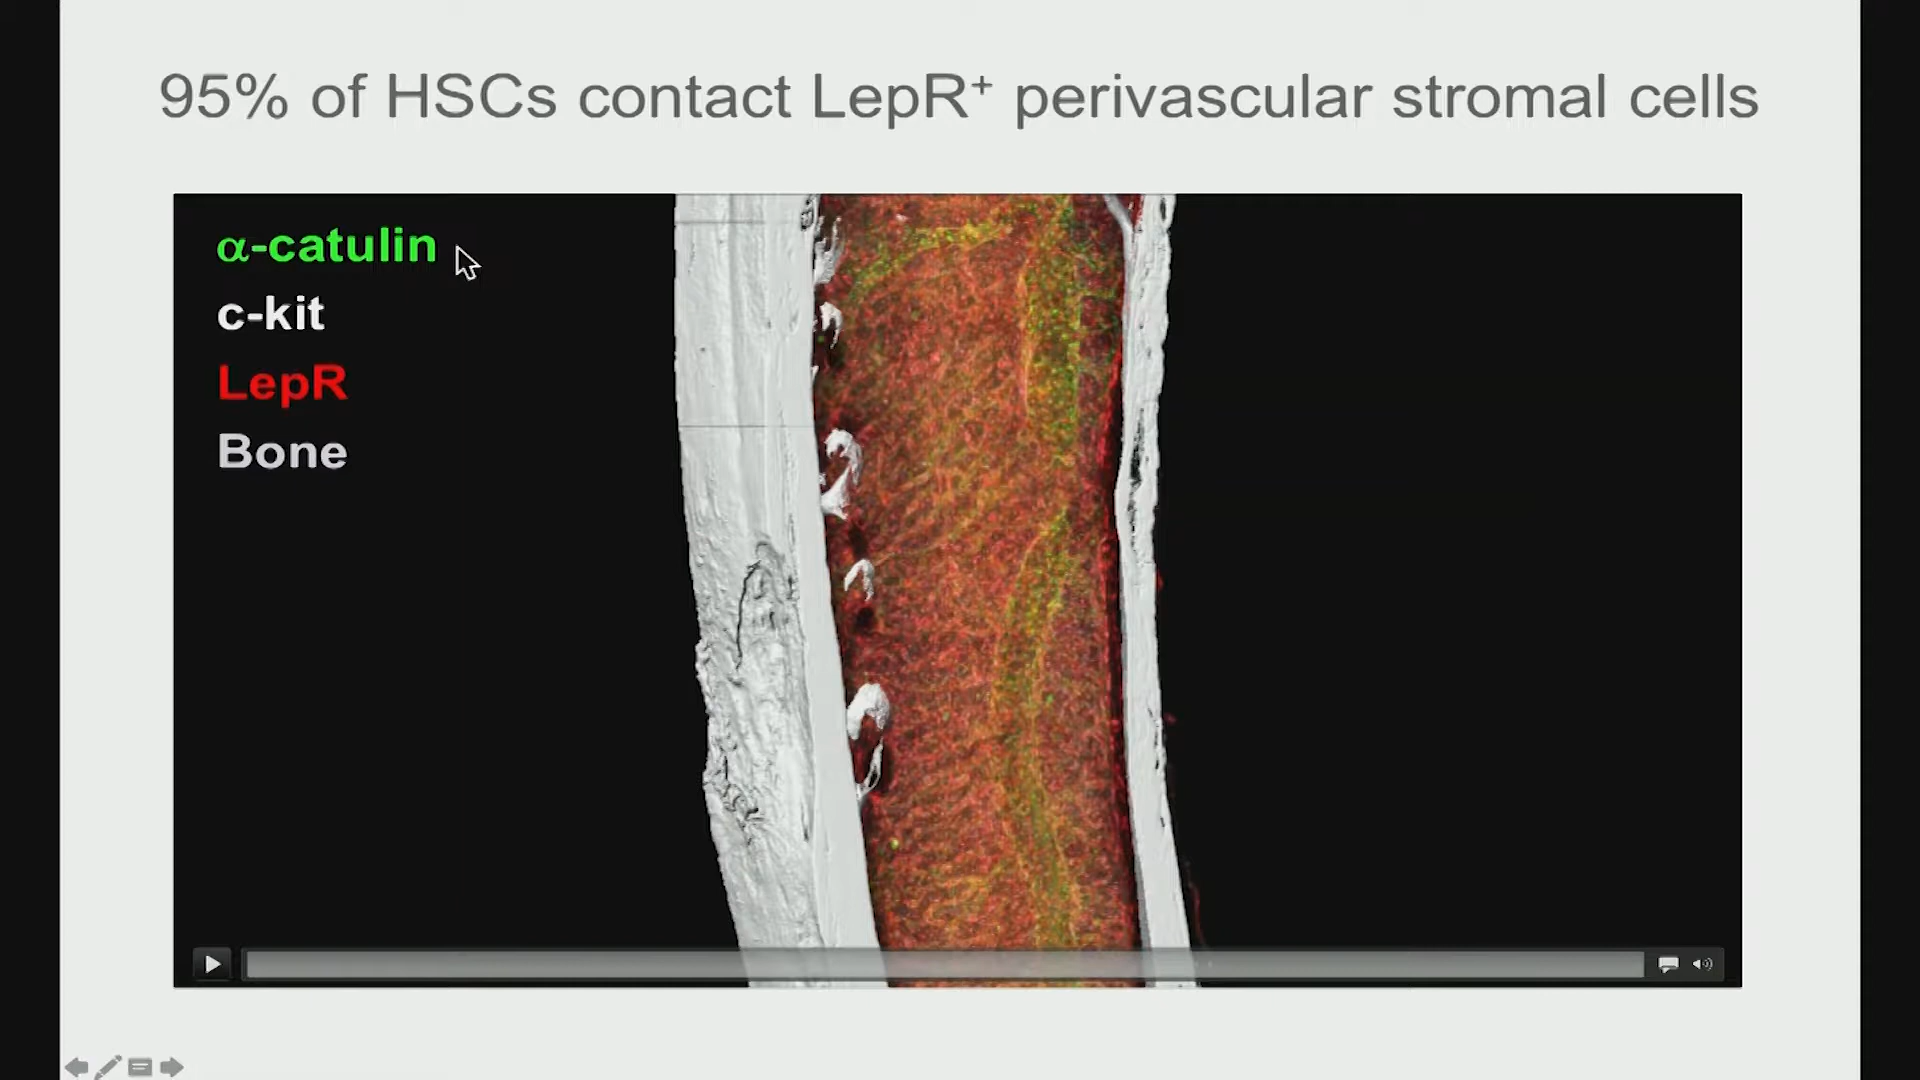 95% of HSCs contact LepR⁺ perivascular stromal cells
α-catulin
c-kit
LepR
Bone